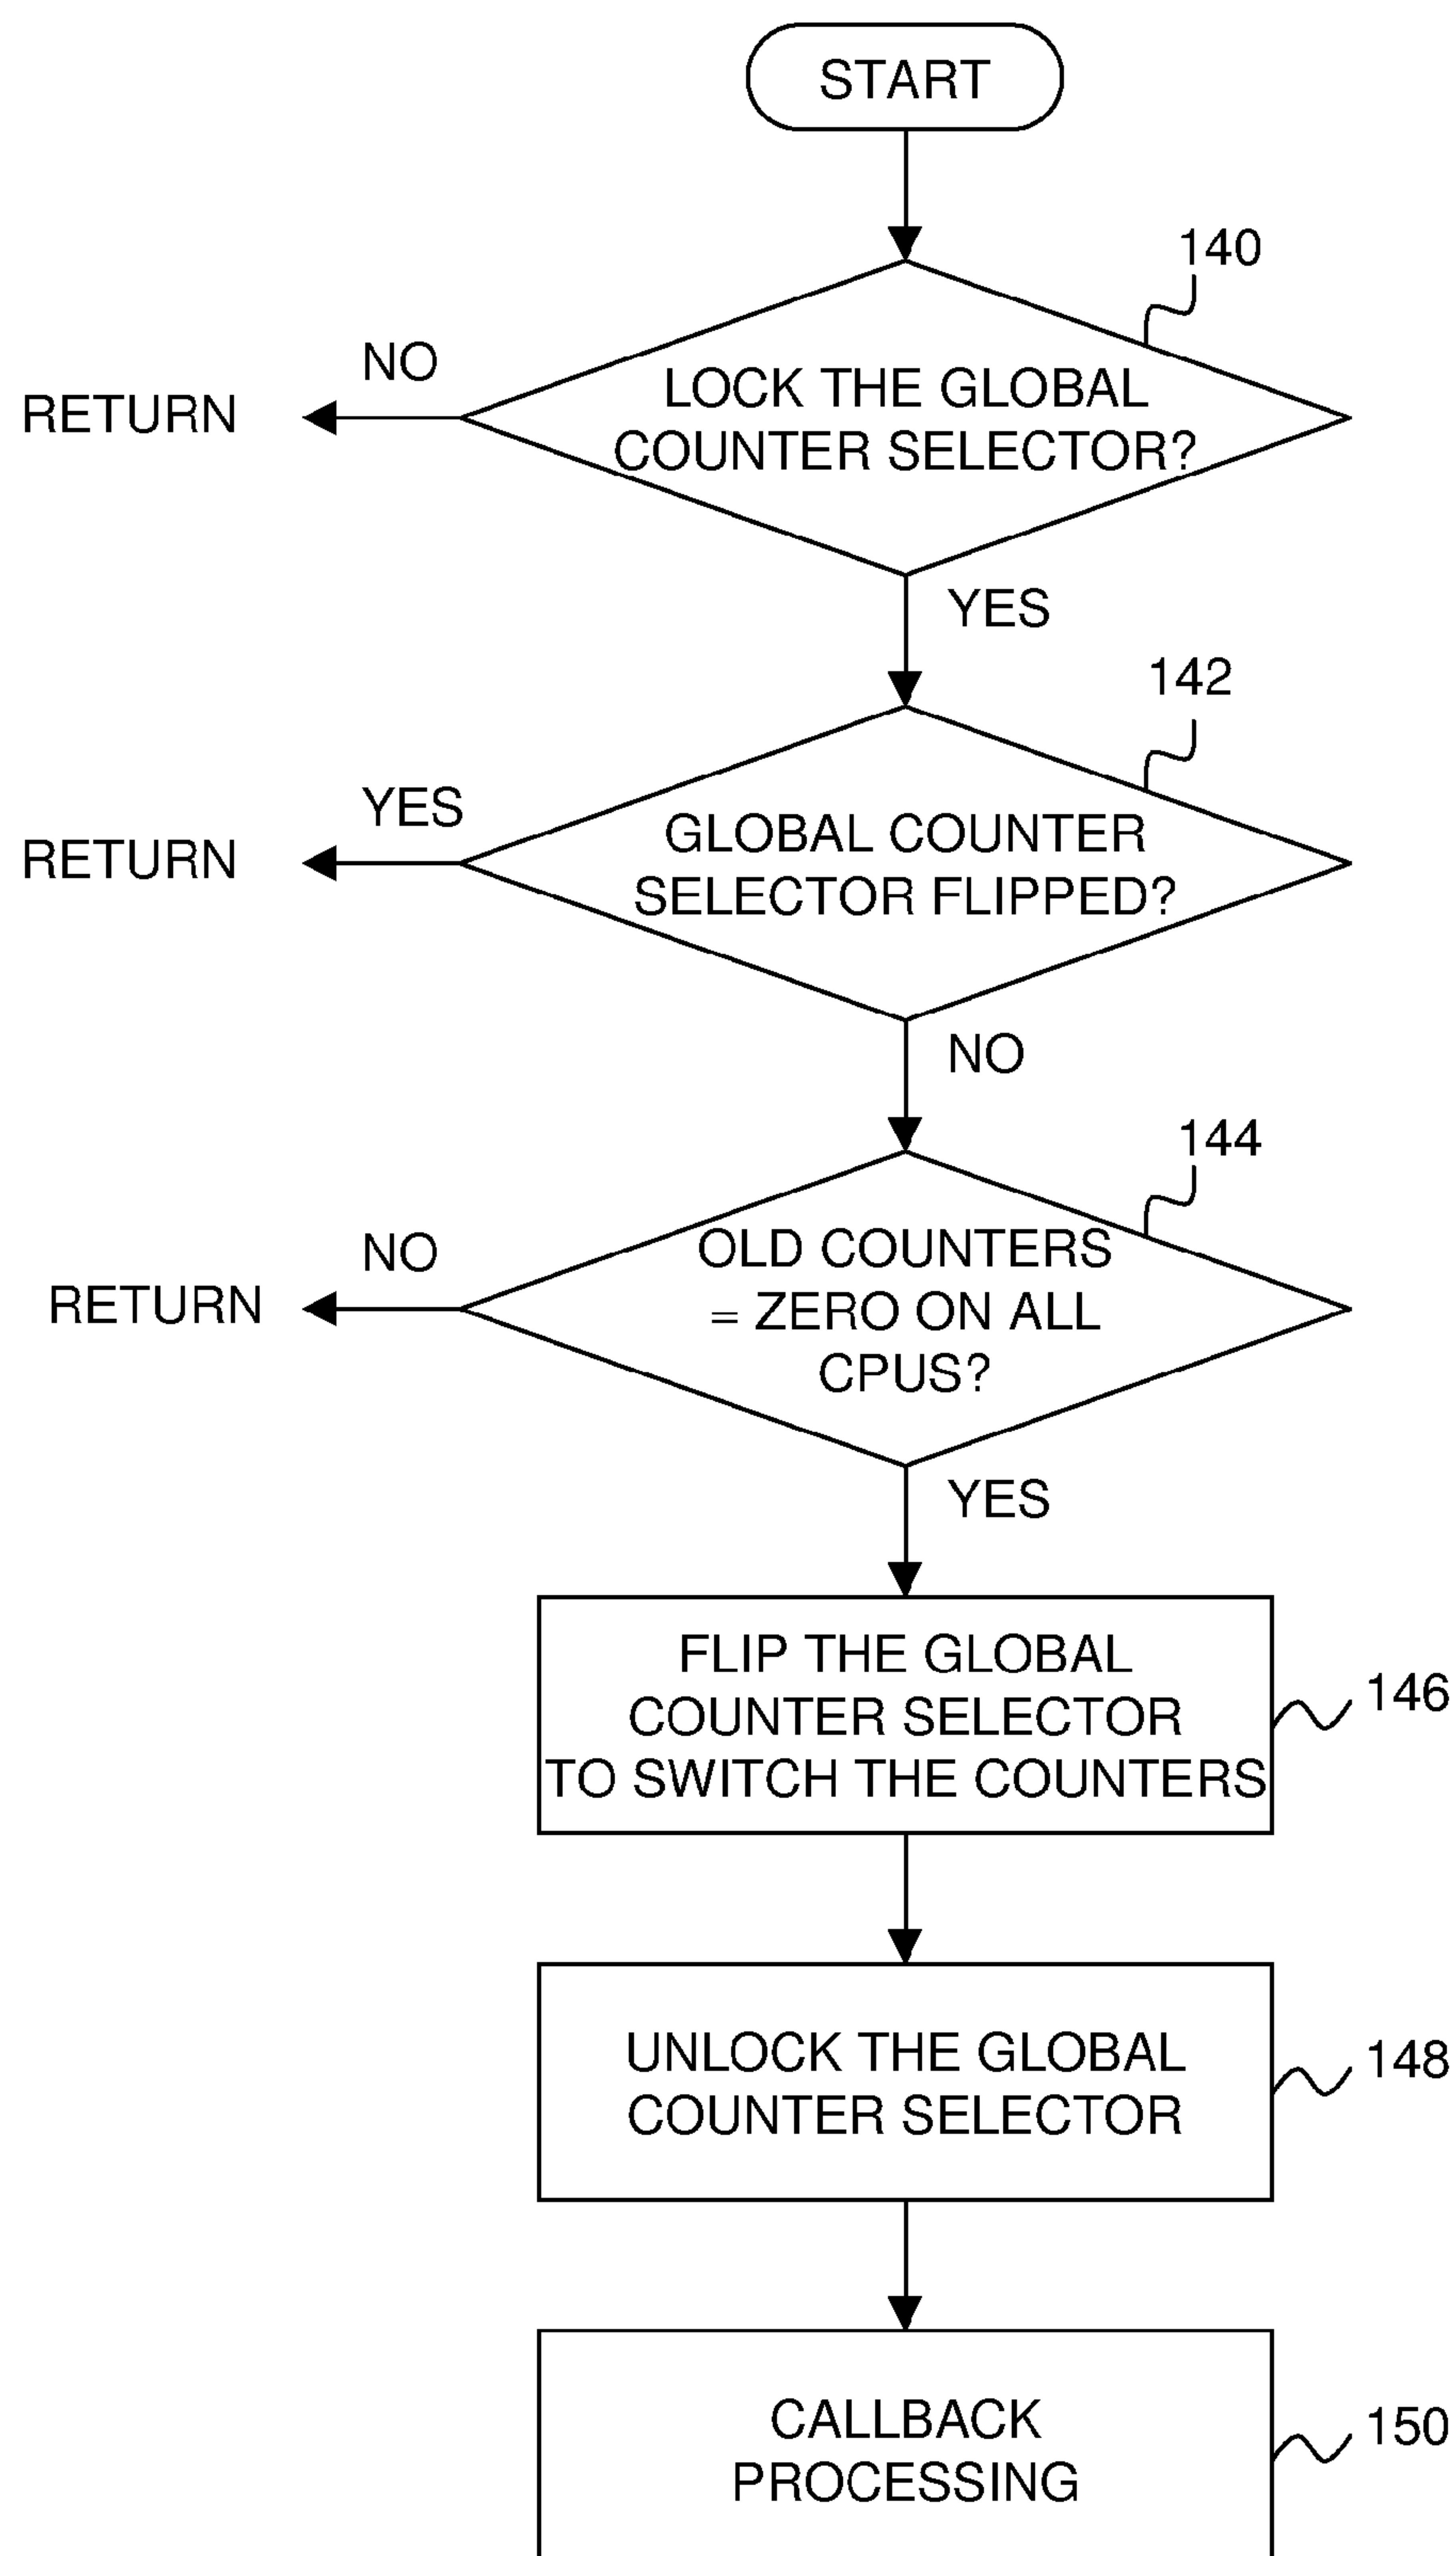 START
140
NO
LOCK THE GLOBAL
RETURN
COUNTER SELECTOR?
YES
142
YES
GLOBAL COUNTER
RETURN
SELECTOR FLIPPED?
NO
144
NO
OLD COUNTERS
RETURN
= ZERO ON ALL
CPUS?
YES
FLIP THE GLOBAL
COUNTER SELECTOR
TO SWITCH THE COUNTERS
146
UNLOCK THE GLOBAL
COUNTER SELECTOR
148
CALLBACK
PROCESSING
150